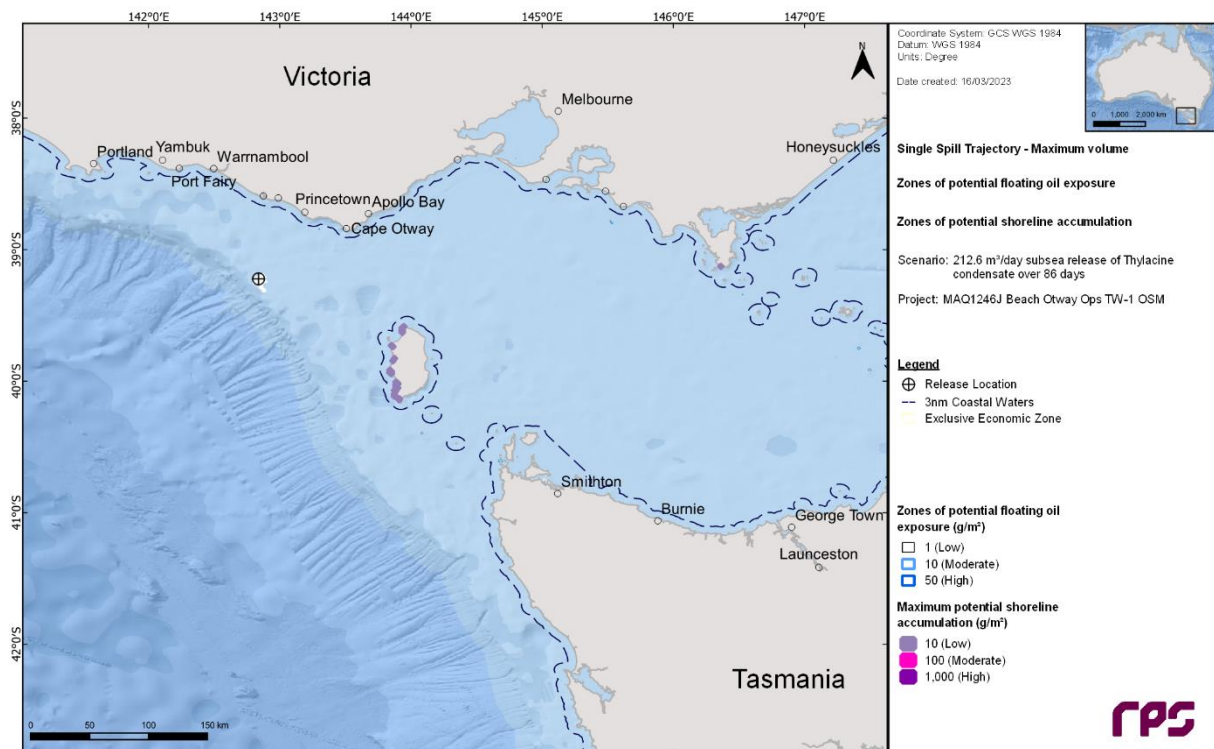 142°0'E
143°0'E
144°0'E
145°0'E
146°0'E
147°0'E
38°0'S
39°0'S
40°0'S
41°0'S
42°0'S
Victoria
N
Melbourne
Portland
Yambuk
Warrnambool
Port Fairy
Princetown
Apollo Bay
Cape Otway
Honeysuckles
Smithton
Burnie
George Town
Launceston
Tasmania
0 50 100 150 km
Coordinate System: GCS WGS 1984
Datum: WGS 1984
Units: Degree
Date created: 16/03/2023
0 1,000 2,000 km
Single Spill Trajectory - Maximum volume
Zones of potential floating oil exposure
Zones of potential shoreline accumulation
Scenario: 212.6 m³/day subsea release of Thylacine
condensate over 86 days
Project: MAQ1246J Beach Otway Ops TW-1 OSM
Legend
Release Location
3nm Coastal Waters
Exclusive Economic Zone
Zones of potential floating oil
exposure (g/m²)
1 (Low)
10 (Moderate)
50 (High)
Maximum potential shoreline
accumulation (g/m²)
10 (Low)
100 (Moderate)
1,000 (High)
rps